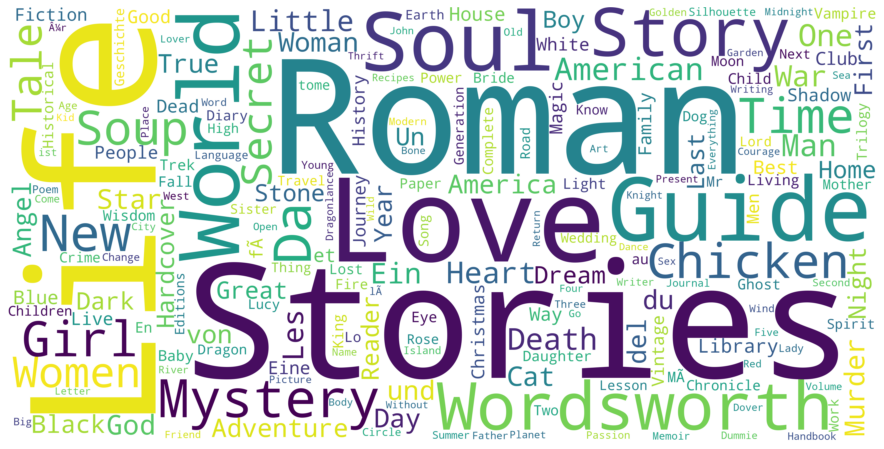 Life
Roman
Stories
Love
Soul
Story
World
Guide
Wordsworth
Mystery
Chicken
Time
Soup
Secret
Tale
New
Girl
Women
Da
Little
Woman
Boy
One
First
American
War
Man
White
Club
House
Good
Fiction
Ã¼r
Geschichte
Lover
Thrift
Earth
John
Golden
Old
Silhouette
Midnight
Vampire
Garden
Sea
Writing
Next
Moon
Child
Shadow
Historical
True
Dead
Age
Kid
Word
Diary
High
tome
Recipes
Power
Bride
History
Un
Modern
Bone
Generation
Complete
Road
Art
Family
Dog
Everything
Magic
Know
Last
Lord
Best
Trilogy
Courage
Home
ist
Place
People
Language
Trek
Fall
Travel
Young
Dragonlance
Journey
Paper
America
Light
Mr
Present
Living
Mother
Men
Poem
Come
West
Wisdom
City
Star
Stone
Sister
Wild
Song
Return
Wedding
Knight
Dance
Angel
Change
Crime
Hardcover
Open
fÃ
et
Year
au
Sex
Journal
Writer
Second
Night
Blue
Dark
Editions
Thing
Lost
Ein
Heart
Dream
Four
Three
Go
Ghost
Wind
Spirit
Children
Live
En
Great
Fire
lÃ
Eye
Way
du
del
Five
Lady
Library
Vintage
Red
Baby
Lucy
Les
King
Name
Lo
Reader
Rose
Island
Christmas
Death
Daughter
von
Dragon
River
Eine
Picture
Cat
Lesson
Chronicle
MÃ
Volume
Work
Murder
Letter
und
Body
Without
Two
Dover
Big
Black
God
Friend
Adventure
Circle
Day
Summer
Father
Planet
Passion
Memoir
Dummie
Handbook